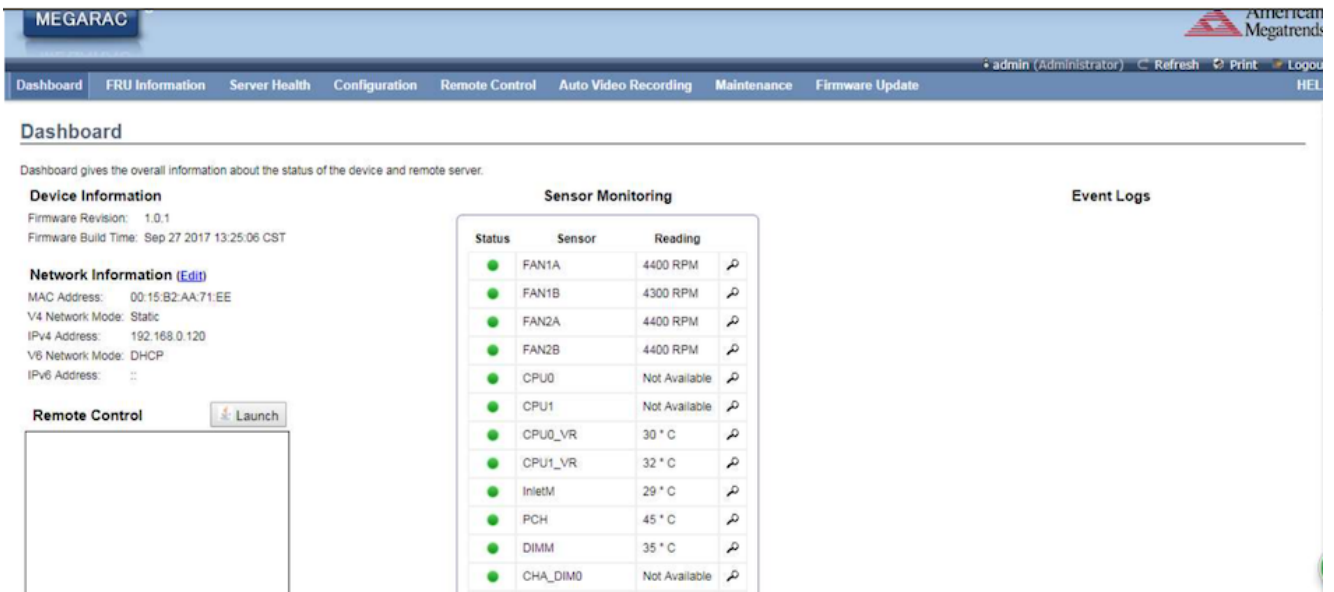 MEGARAC
American
Megatrends
admin (Administrator) Refresh Print Logou
Dashboard FRU Information Server Health Configuration Remote Control Auto Video Recording Maintenance Firmware Update HEL
Dashboard
Dashboard gives the overall information about the status of the device and remote server.
Device Information
Firmware Revision: 1.0.1
Firmware Build Time: Sep 27 2017 13:25:06 CST
Network Information (Edit)
MAC Address: 00:15:B2:AA:71:EE
V4 Network Mode: Static
IPv4 Address: 192.168.0.120
V6 Network Mode: DHCP
IPv6 Address: ::
Remote Control Launch
Sensor Monitoring
Status Sensor Reading
FAN1A 4400 RPM
FAN1B 4300 RPM
FAN2A 4400 RPM
FAN2B 4400 RPM
CPU0 Not Available
CPU1 Not Available
CPU0_VR 30 ° C
CPU1_VR 32 ° C
InletM 29 ° C
PCH 45 ° C
DIMM 35 ° C
CHA_DIM0 Not Available
Event Logs